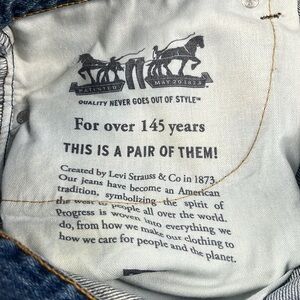 PATENTED MAY 20 1873
QUALITY NEVER GOES OUT OF STYLE™
For over 145 years
THIS IS A PAIR OF THEM!
Created by Levi Strauss & Co in 1873.
Our jeans have become an American
tradition, symbolizing the spirit of
the west to people all over the world.
Progress is woven into everything we
do, from how we make our clothing to
how we care for people and the planet.